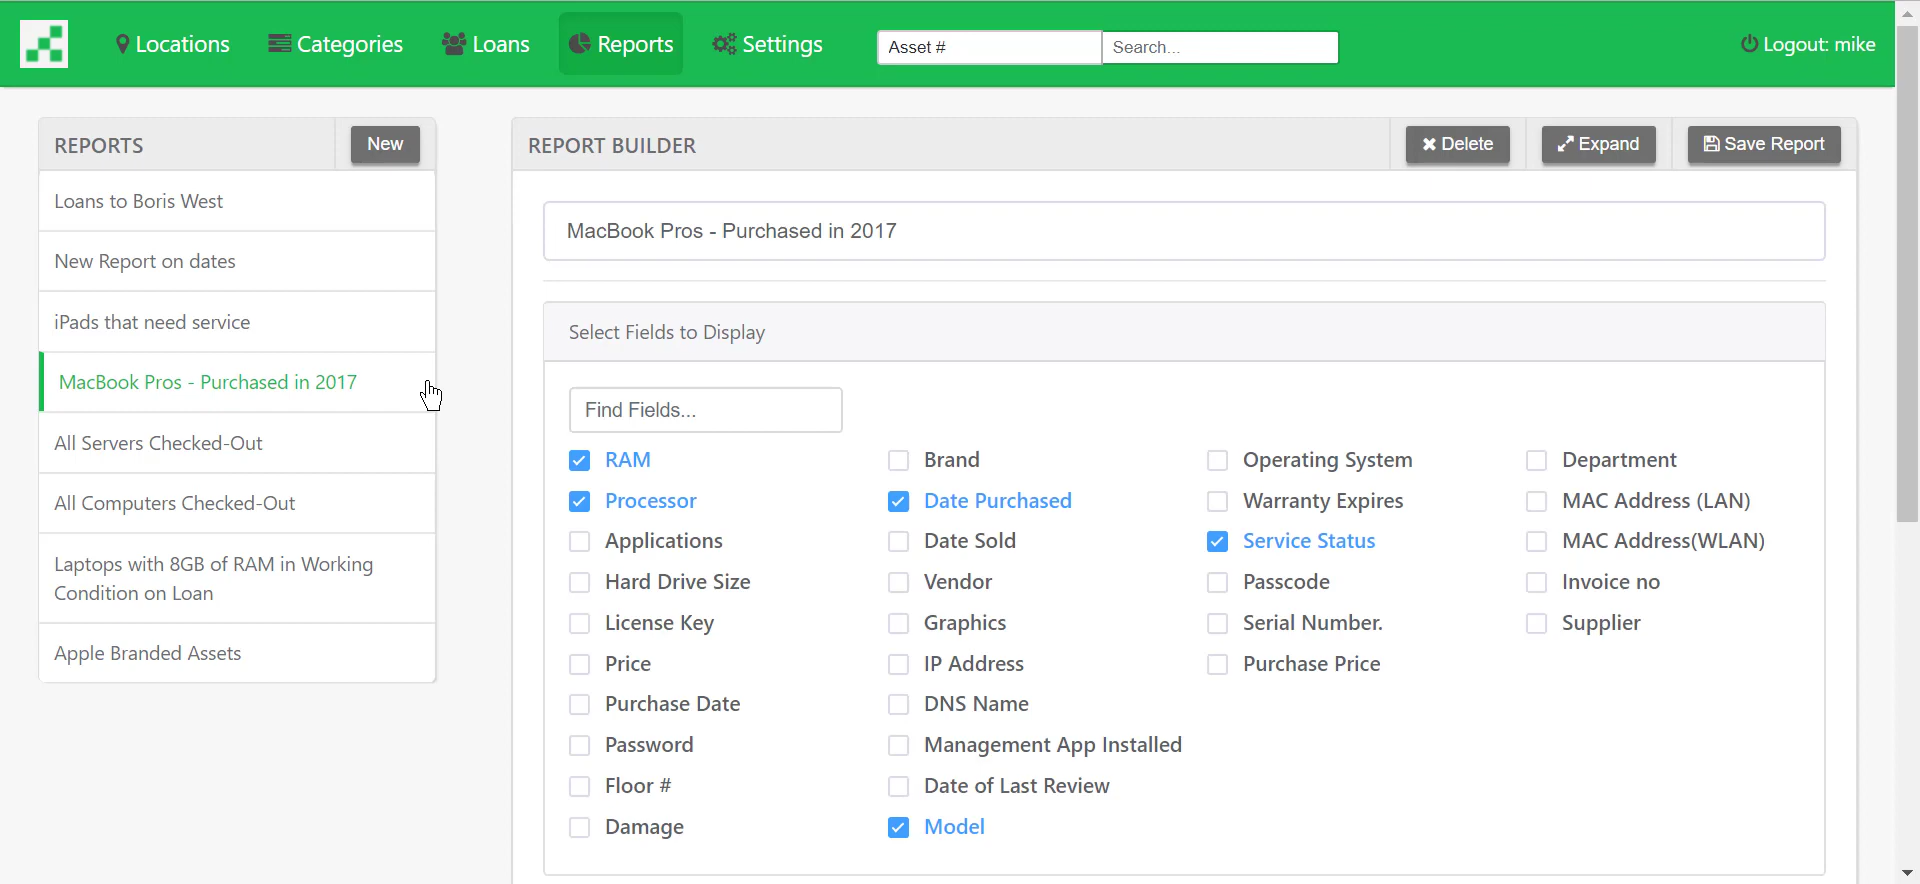 Locations Categories Loans Reports Settings Asset # Search... Logout: mike
REPORTS New
Loans to Boris West
New Report on dates
iPads that need service
MacBook Pros - Purchased in 2017
All Servers Checked-Out
All Computers Checked-Out
Laptops with 8GB of RAM in Working
Condition on Loan
Apple Branded Assets
REPORT BUILDER Delete Expand Save Report
MacBook Pros - Purchased in 2017
Select Fields to Display
Find Fields...
RAM Brand Operating System Department
Processor Date Purchased Warranty Expires MAC Address (LAN)
Applications Date Sold Service Status MAC Address(WLAN)
Hard Drive Size Vendor Passcode Invoice no
License Key Graphics Serial Number. Supplier
Price IP Address Purchase Price
Purchase Date DNS Name
Password Management App Installed
Floor # Date of Last Review
Damage Model